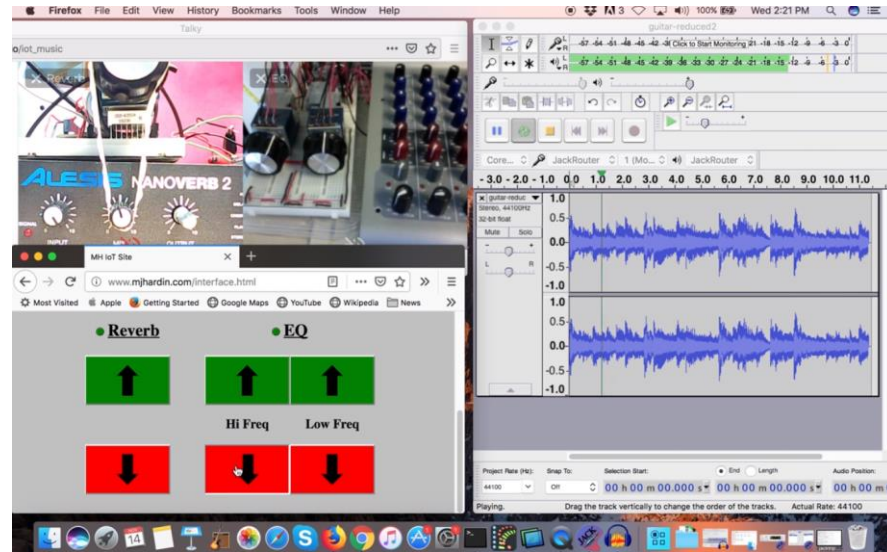 Firefox File Edit View History Bookmarks Tools Window Help
100% Wed 2:21 PM
Talky
guitar-reduced2
o/iot_music
Reverb
EQ
Click to Start Monitoring
ALESIS NANOVERB 2
INPUT
OUTPUT
MH IoT Site
www.mjhardin.com/interface.html
Most Visited Apple Getting Started Google Maps YouTube Wikipedia News
Reverb
EQ
Hi Freq Low Freq
Core... JackRouter 1 (Mo... JackRouter
- 3.0 - 2.0 - 1.0 0.0 1.0 2.0 3.0 4.0 5.0 6.0 7.0 8.0 9.0 10.0 11.0
guitar-reduc
Stereo, 44100Hz
32-bit float
Mute Solo
L R
1.0
0.5-
0.0-
-0.5-
-1.0
1.0
0.5-
0.0-
-0.5-
-1.0
Project Rate (Hz): Snap To: Selection Start: End Length Audio Position:
44100 Off 00 h 00 m 00.000 s 00 h 00 m 00.000 s 00 h 00 m
Playing. Drag the track vertically to change the order of the tracks. Actual Rate: 44100
14